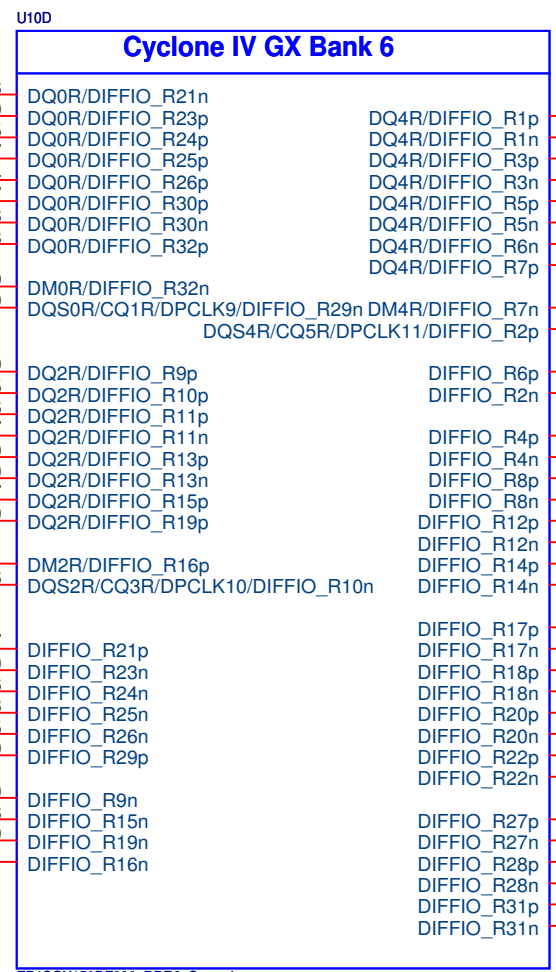 U10D
Cyclone IV GX Bank 6
DQ0R/DIFFIO_R21n
DQ0R/DIFFIO_R23p
DQ0R/DIFFIO_R24p
DQ0R/DIFFIO_R25p
DQ0R/DIFFIO_R26p
DQ0R/DIFFIO_R30p
DQ0R/DIFFIO_R30n
DQ0R/DIFFIO_R32p
DM0R/DIFFIO_R32n
DQS0R/CQ1R/DPCLK9/DIFFIO_R29n
DQ2R/DIFFIO_R9p
DQ2R/DIFFIO_R10p
DQ2R/DIFFIO_R11p
DQ2R/DIFFIO_R11n
DQ2R/DIFFIO_R13p
DQ2R/DIFFIO_R13n
DQ2R/DIFFIO_R15p
DQ2R/DIFFIO_R19p
DM2R/DIFFIO_R16p
DQS2R/CQ3R/DPCLK10/DIFFIO_R10n
DIFFIO_R21p
DIFFIO_R23n
DIFFIO_R24n
DIFFIO_R25n
DIFFIO_R26n
DIFFIO_R29p
DIFFIO_R9n
DIFFIO_R15n
DIFFIO_R19n
DIFFIO_R16n
DQ4R/DIFFIO_R1p
DQ4R/DIFFIO_R1n
DQ4R/DIFFIO_R3p
DQ4R/DIFFIO_R3n
DQ4R/DIFFIO_R5p
DQ4R/DIFFIO_R5n
DQ4R/DIFFIO_R6n
DQ4R/DIFFIO_R7p
DM4R/DIFFIO_R7n
DQS4R/CQ5R/DPCLK11/DIFFIO_R2p
DIFFIO_R6p
DIFFIO_R2n
DIFFIO_R4p
DIFFIO_R4n
DIFFIO_R8p
DIFFIO_R8n
DIFFIO_R12p
DIFFIO_R12n
DIFFIO_R14p
DIFFIO_R14n
DIFFIO_R17p
DIFFIO_R17n
DIFFIO_R18p
DIFFIO_R18n
DIFFIO_R20p
DIFFIO_R20n
DIFFIO_R22p
DIFFIO_R22n
DIFFIO_R27p
DIFFIO_R27n
DIFFIO_R28p
DIFFIO_R28n
DIFFIO_R31p
DIFFIO_R31n